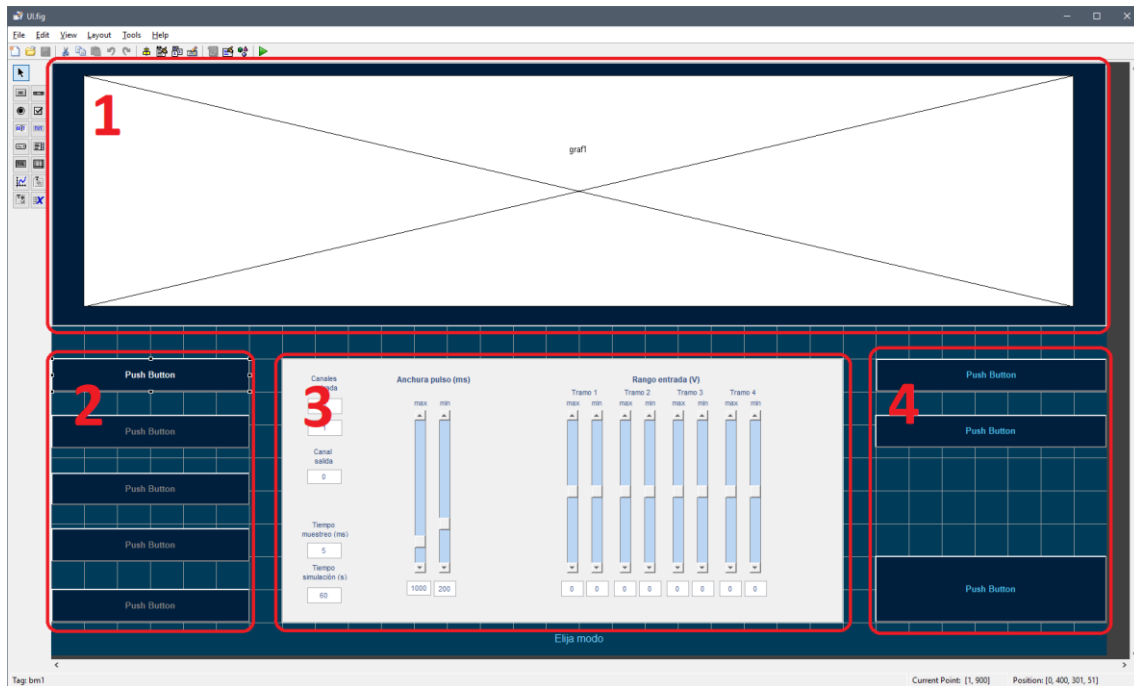 UI.fig
File Edit View Layout Tools Help
1
graf1
2
Push Button
Push Button
Push Button
Push Button
Push Button
3
Canales
1
Canal
salida
0
Tiempo
muestreo (ms)
5
Tiempo
simulación (s)
60
Anchura pulso (ms)
max min
1000 200
Rango entrada (V)
Tramo 1 Tramo 2 Tramo 3 Tramo 4
max min max min max min max min
0 0 0 0 0 0 0 0
4
Push Button
Push Button
Push Button
Elija modo
Tag: bm1
Current Point: [1, 900] Position: [0, 400, 301, 51]